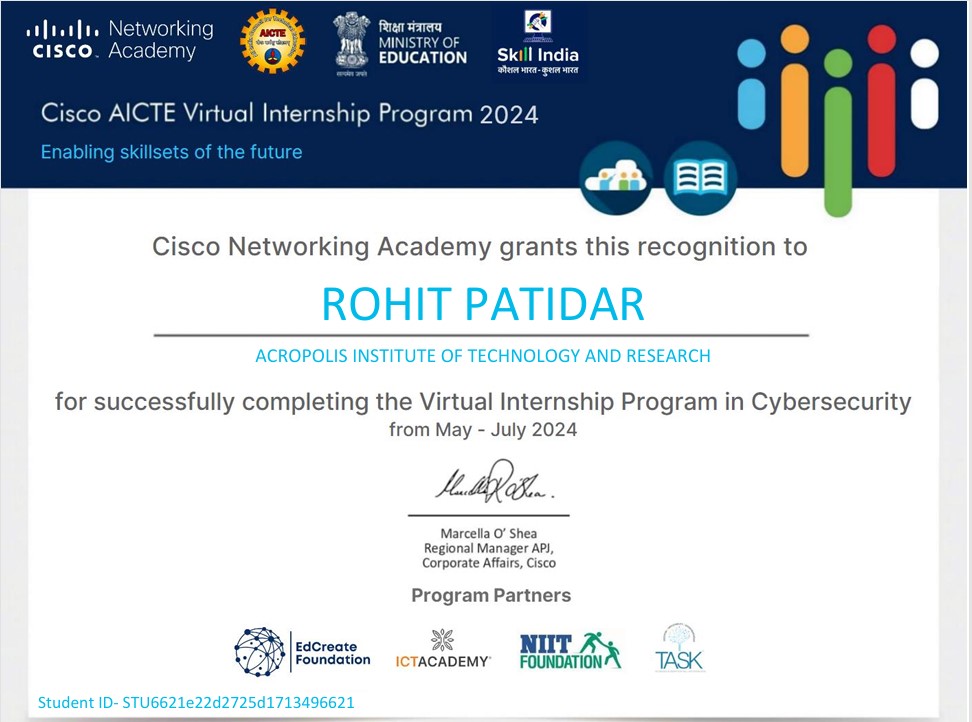 Networking
CISCO Academy
AICTE
शिक्षा मंत्रालय
MINISTRY OF
EDUCATION
सत्यमेव जयते
Skill India
कौशल भारत-कुशल भारत
Cisco AICTE Virtual Internship Program 2024
Enabling skillsets of the future
Cisco Networking Academy grants this recognition to
ROHIT PATIDAR
ACROPOLIS INSTITUTE OF TECHNOLOGY AND RESEARCH
for successfully completing the Virtual Internship Program in Cybersecurity
from May - July 2024
Marcella O’ Shea
Regional Manager APJ,
Corporate Affairs, Cisco
Program Partners
EdCreate
Foundation
ICTACADEMY
NIIT
FOUNDATION
TASK
Student ID- STU6621e22d2725d1713496621